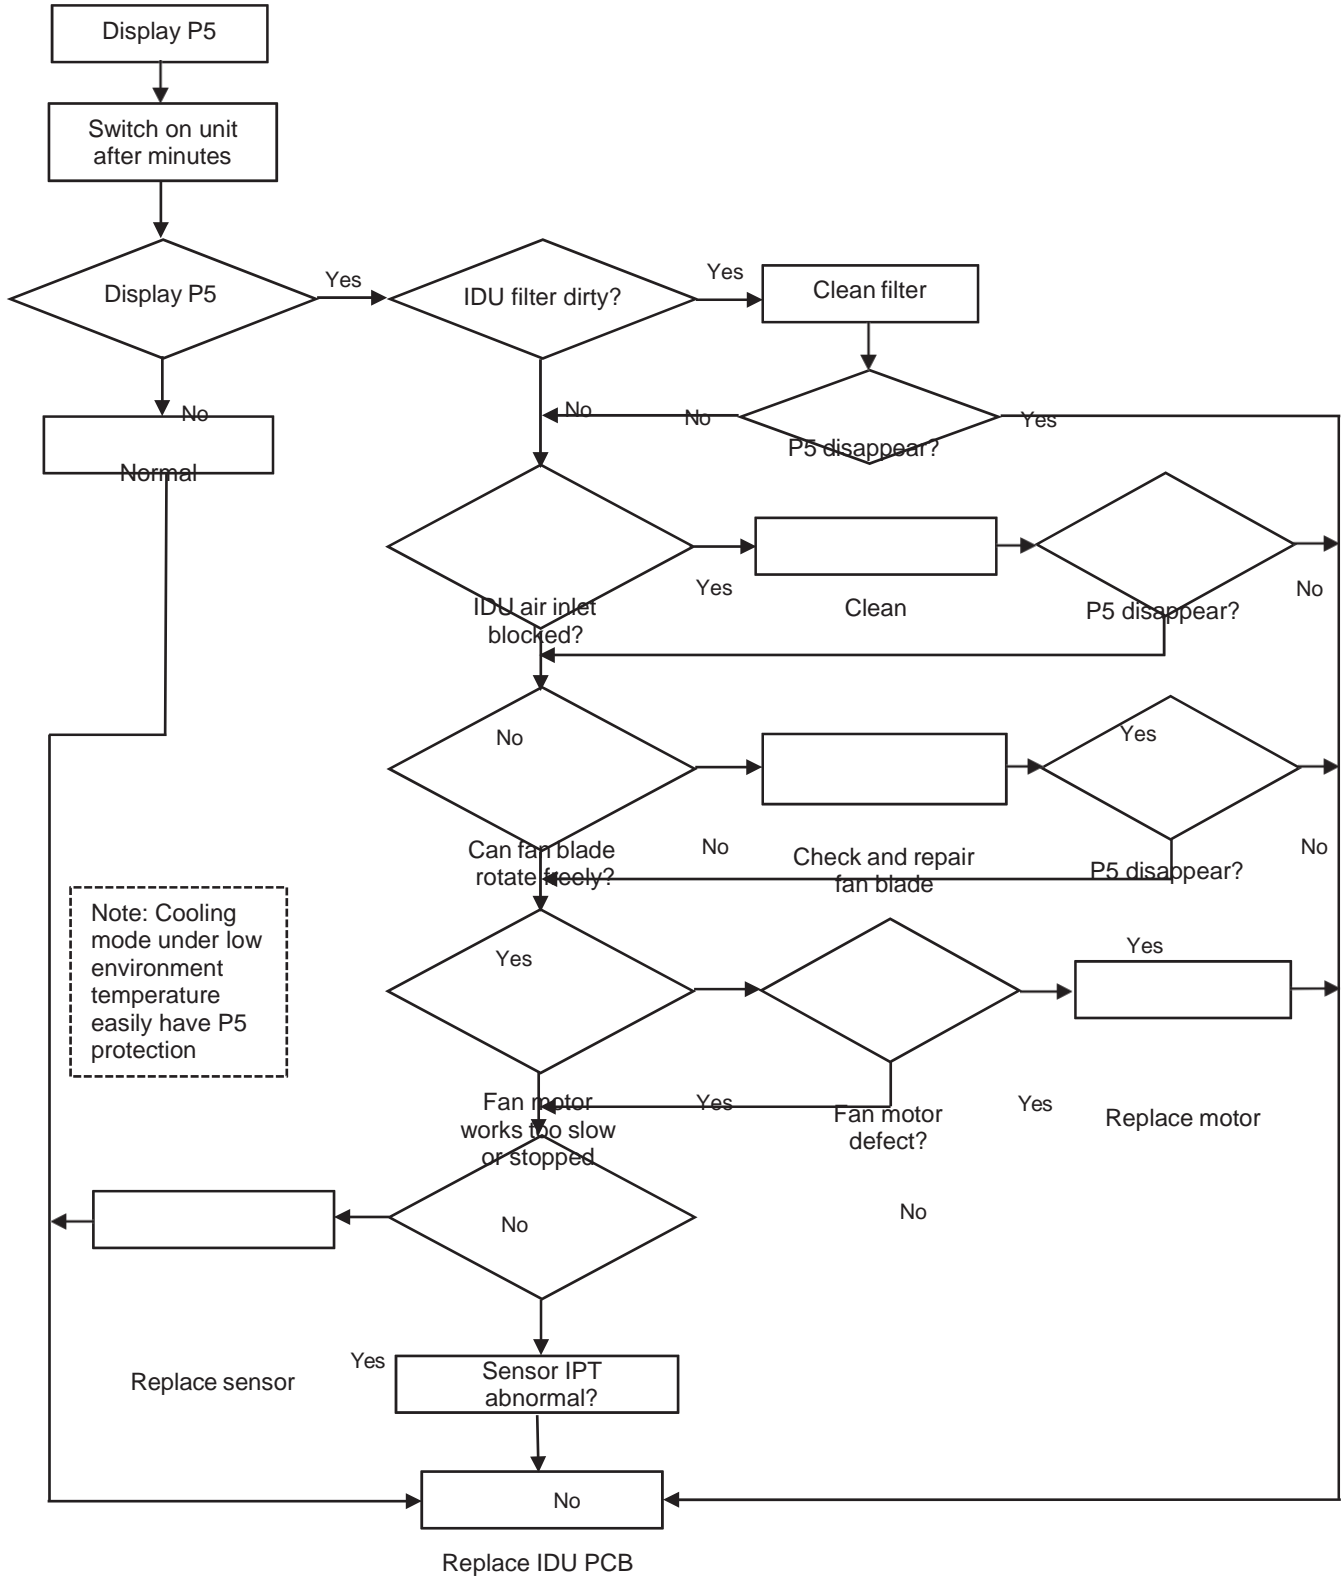 Display P5
Switch on unit
after minutes
Display P5
Yes
IDU filter dirty?
Yes
Clean filter
No
No
No
Yes
P5 disappear?
Normal
IDU air inlet
blocked?
Yes
Clean
P5 disappear?
No
No
Yes
Can fan blade
rotate freely?
No
Check and repair
fan blade
P5 disappear?
No
Note: Cooling
mode under low
environment
temperature
easily have P5
protection
Yes
Yes
Fan motor
works too slow
or stopped
Yes
Fan motor
defect?
Yes
Replace motor
No
No
Replace sensor
Yes
Sensor IPT
abnormal?
No
Replace IDU PCB